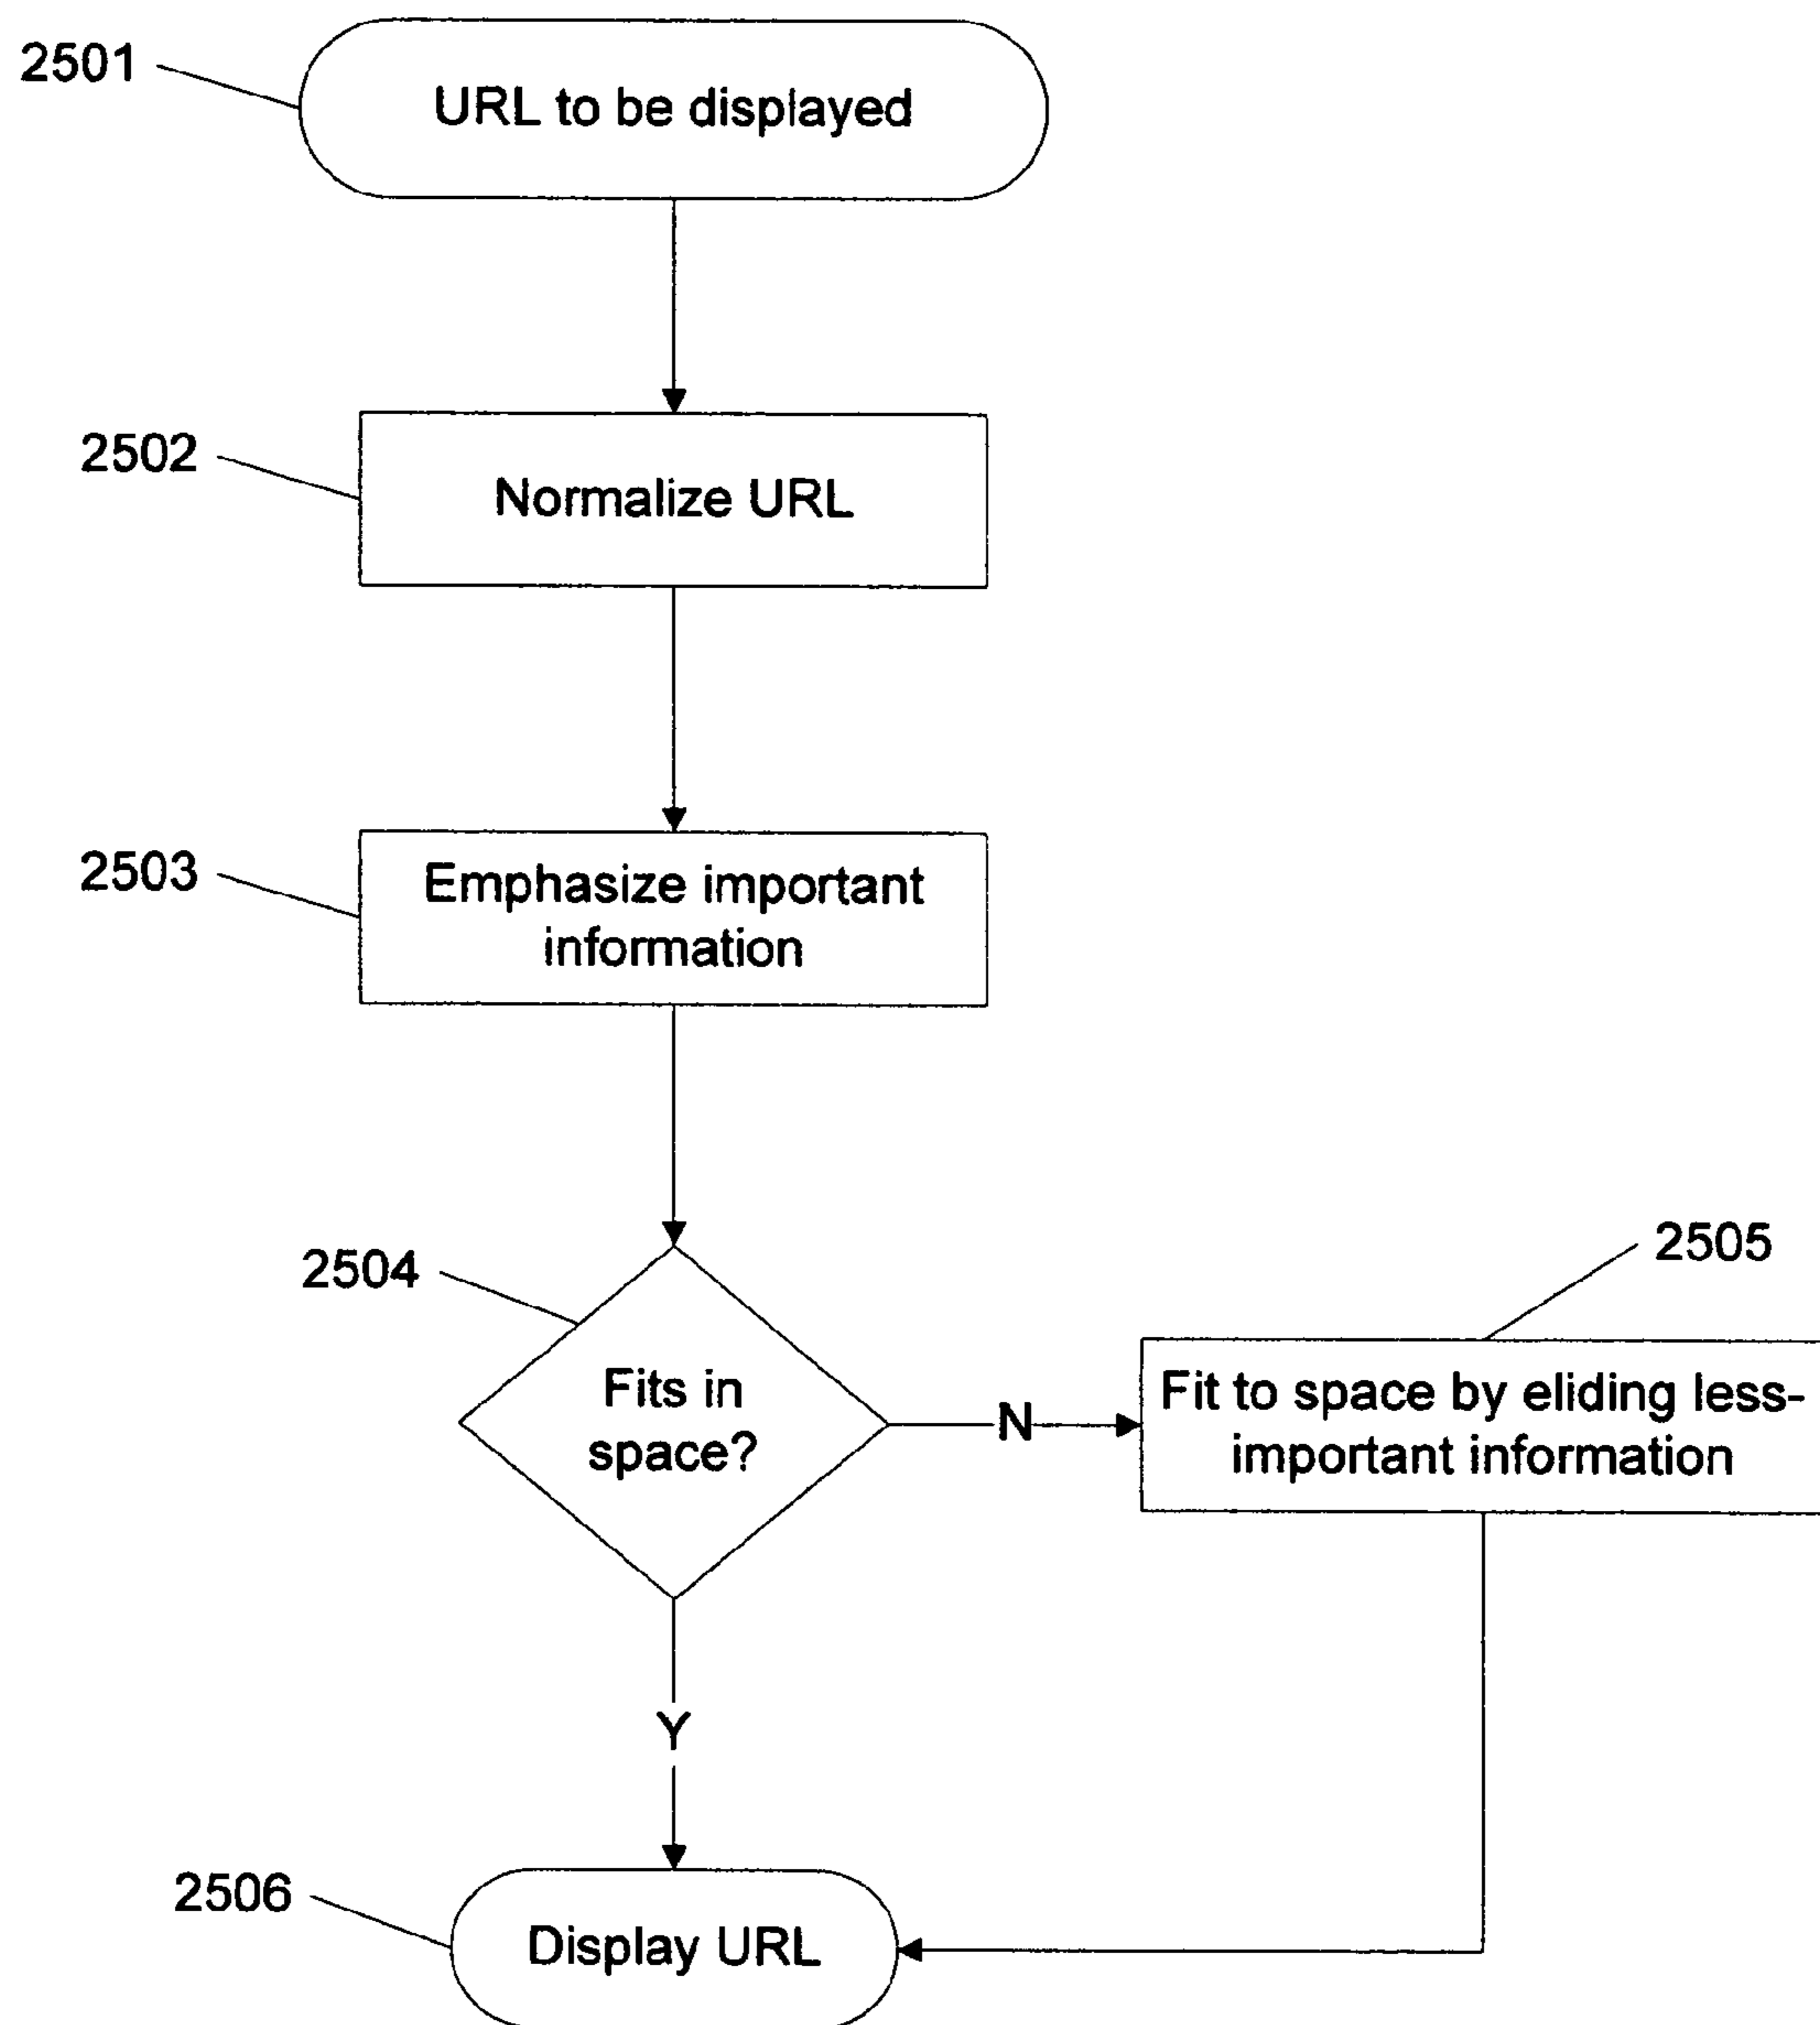 2501
URL to be displayed
2502
Normalize URL
2503
Emphasize important
information
2504
Fits in
space?
N
2505
Fit to space by eliding less-
important information
Y
2506
Display URL